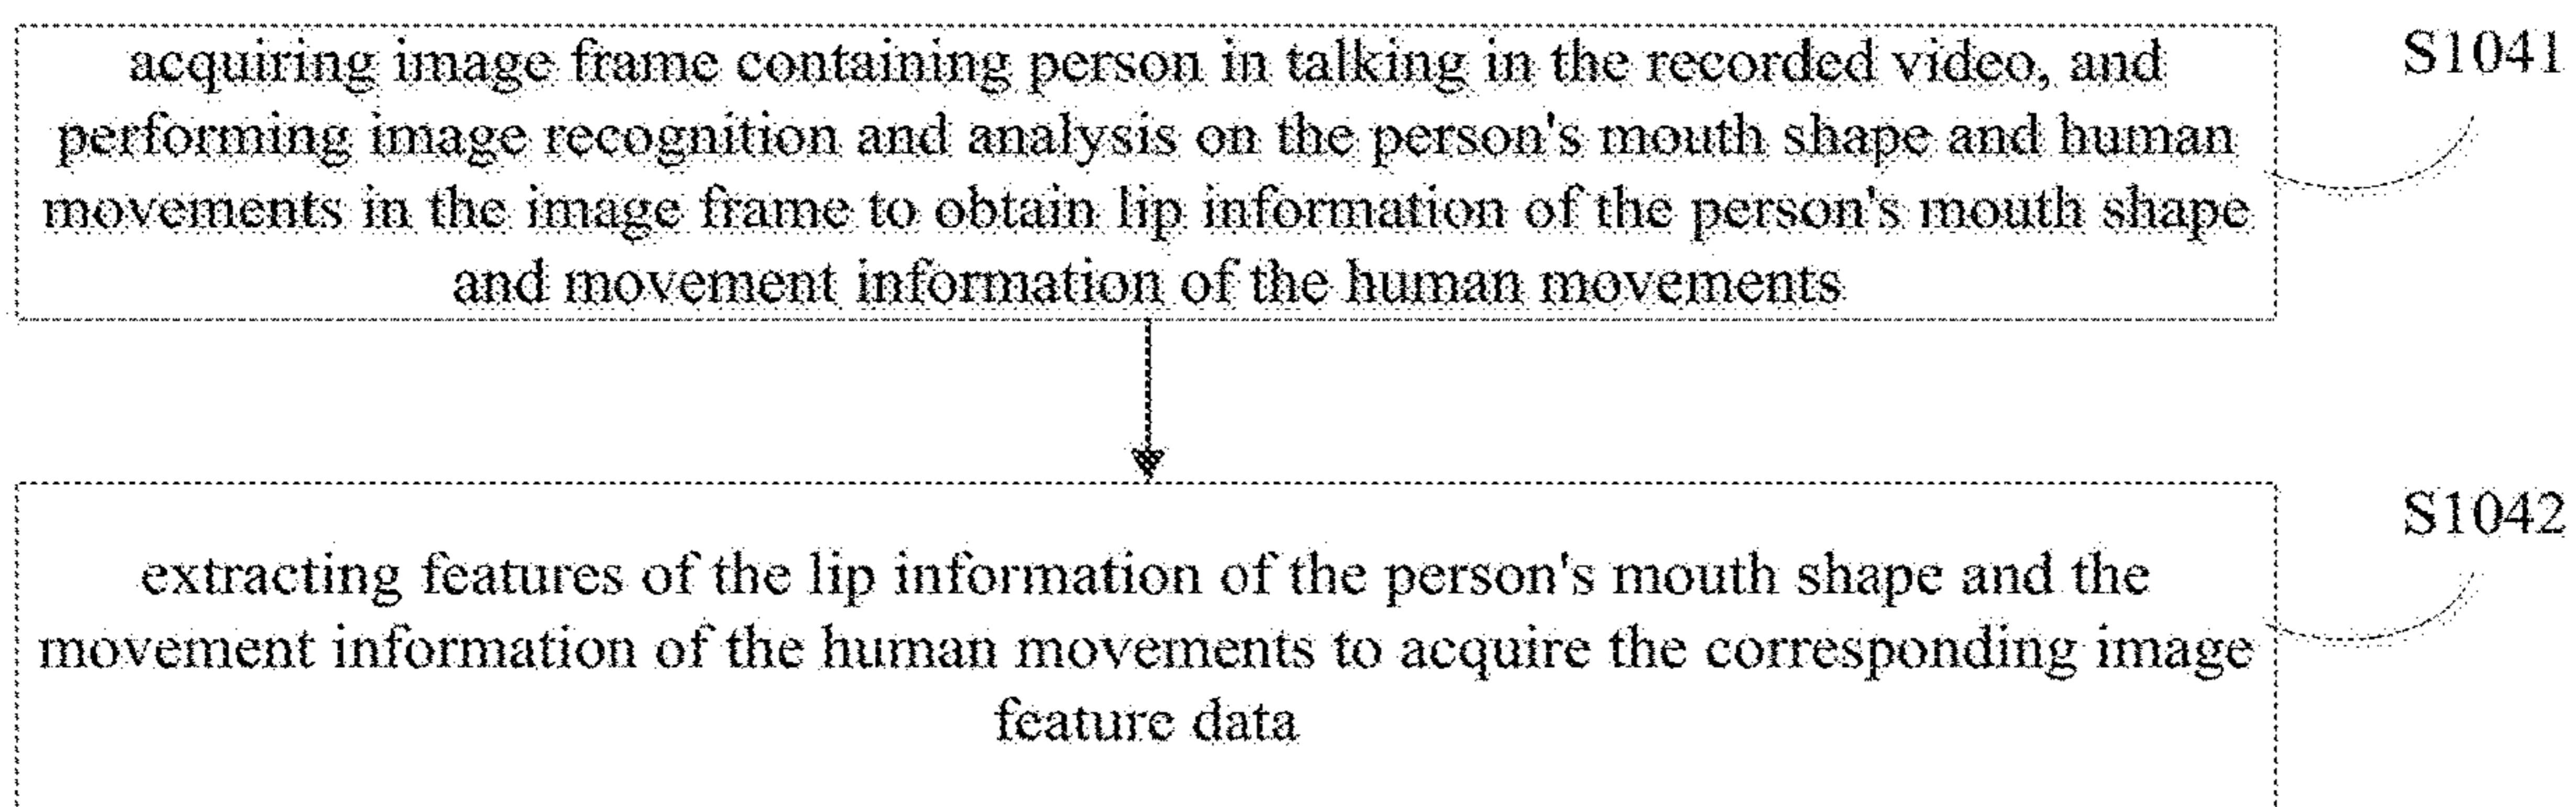 acquiring image frame containing person in talking in the recorded video, and
performing image recognition and analysis on the person's mouth shape and human
movements in the image frame to obtain lip information of the person's mouth shape
and movement information of the human movements
S1041
extracting features of the lip information of the person's mouth shape and the
movement information of the human movements to acquire the corresponding image
feature data
S1042